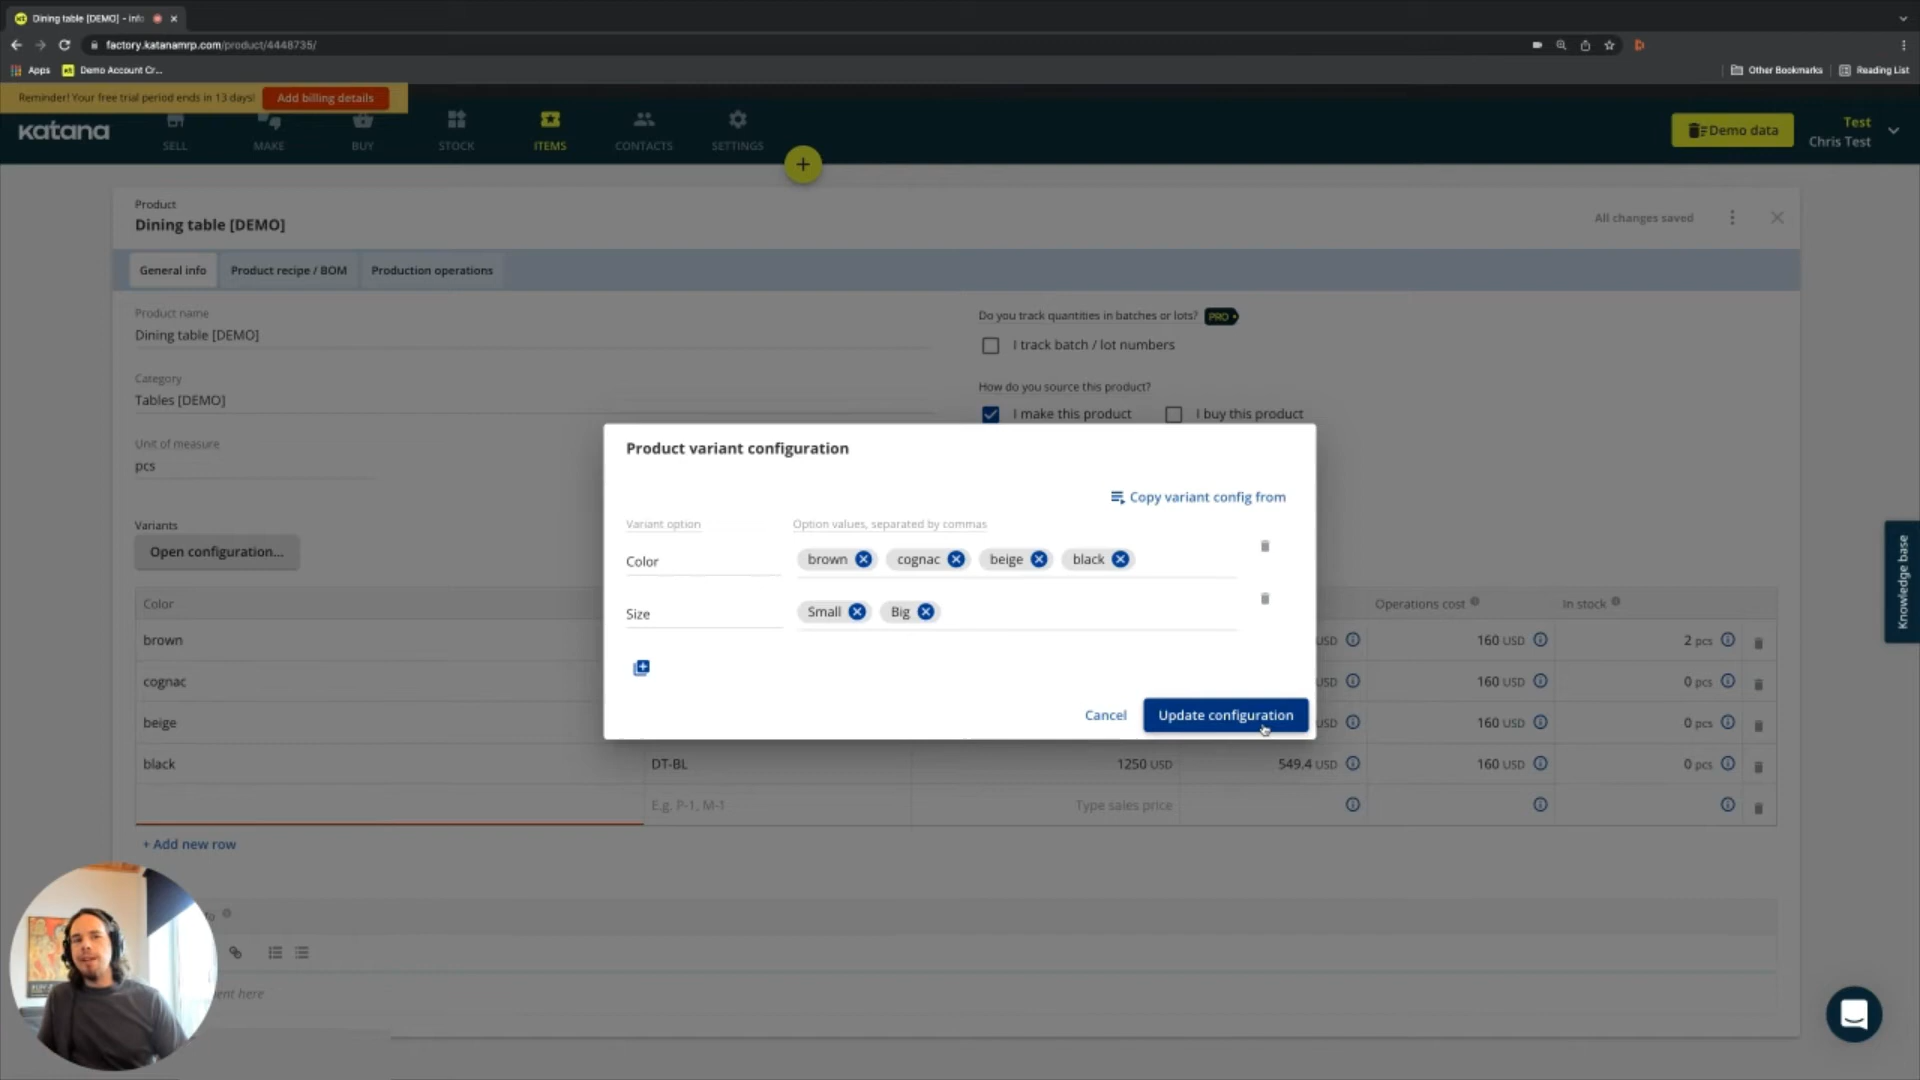 Dining table [DEMO] - info
factory.katanamrp.com/product/4448735/
Apps
Demo Account Cr...
Other Bookmarks
Reading List
Reminder! Your free trial period ends in 13 days!
Add billing details
katana
SELL
MAKE
BUY
STOCK
ITEMS
CONTACTS
SETTINGS
Demo data
Test
Chris Test
Product
Dining table [DEMO]
All changes saved
General info
Product recipe / BOM
Production operations
Product name
Dining table [DEMO]
Category
Tables [DEMO]
Unit of measure
pcs
Do you track quantities in batches or lots?
PRO
I track batch / lot numbers
How do you source this product?
I make this product
I buy this product
Product variant configuration
Copy variant config from
Variant option
Option values, separated by commas
Color
brown
cognac
beige
black
Size
Small
Big
Cancel
Update configuration
Variants
Open configuration...
Color
Operations cost
In stock
brown
USD
160 USD
2 pcs
cognac
USD
160 USD
0 pcs
beige
USD
160 USD
0 pcs
black
DT-BL
1250 USD
549.4 USD
160 USD
0 pcs
E.g. P-1, M-1
Type sales price
+ Add new row
Knowledge base
here